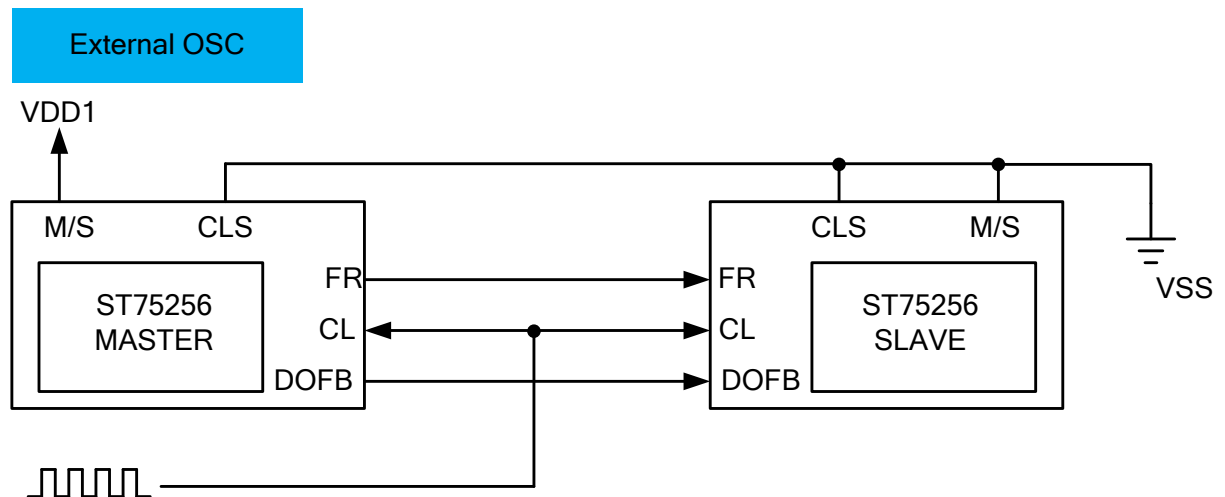 External OSC
VDD1
M/S
CLS
CLS
M/S
FR
FR
VSS
ST75256
MASTER
ST75256
SLAVE
CL
CL
DOFB
DOFB